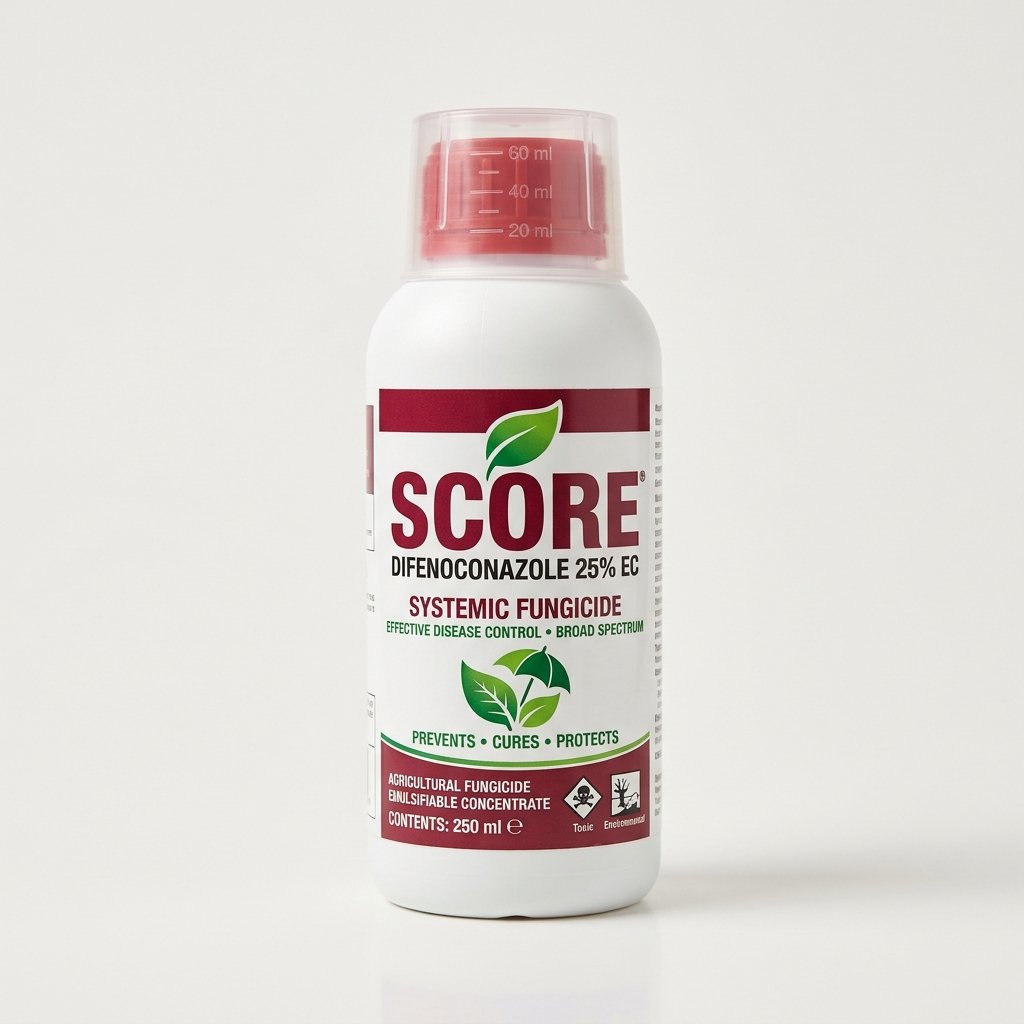 60 ml
40 ml
20 ml
SCORE®
DIFENOCONAZOLE 25% EC
SYSTEMIC FUNGICIDE
EFFECTIVE DISEASE CONTROL • BROAD SPECTRUM
PREVENTS • CURES • PROTECTS
AGRICULTURAL FUNGICIDE
EMULSIFIABLE CONCENTRATE
CONTENTS: 250 ml ℮